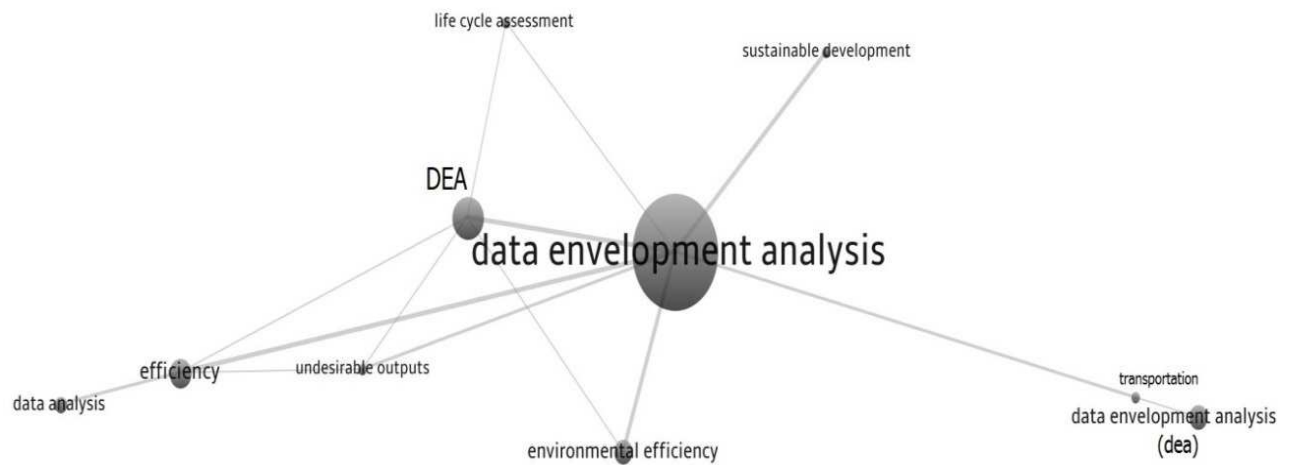 life cycle assessment
sustainable development
DEA
data envelopment analysis
efficiency
undesirable outputs
data analysis
environmental efficiency
transportation
data envelopment analysis
(dea)